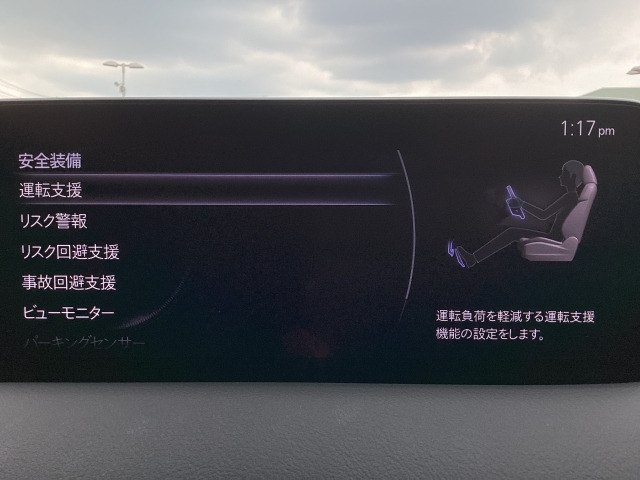 1:17 pm
安全装備
運転支援
リスク警報
リスク回避支援
事故回避支援
ビューモニター
パーキングセンサー
運転負荷を軽減する運転支援
機能の設定をします。